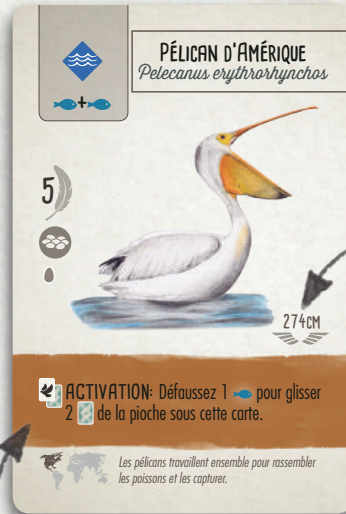 PÉLICAN D'AMÉRIQUE
Pelecanus erythrorhynchos
+
5
274CM
ACTIVATION: Défaussez 1 pour glisser
2 de la pioche sous cette carte.
Les pélicans travaillent ensemble pour rassembler
les poissons et les capturer.